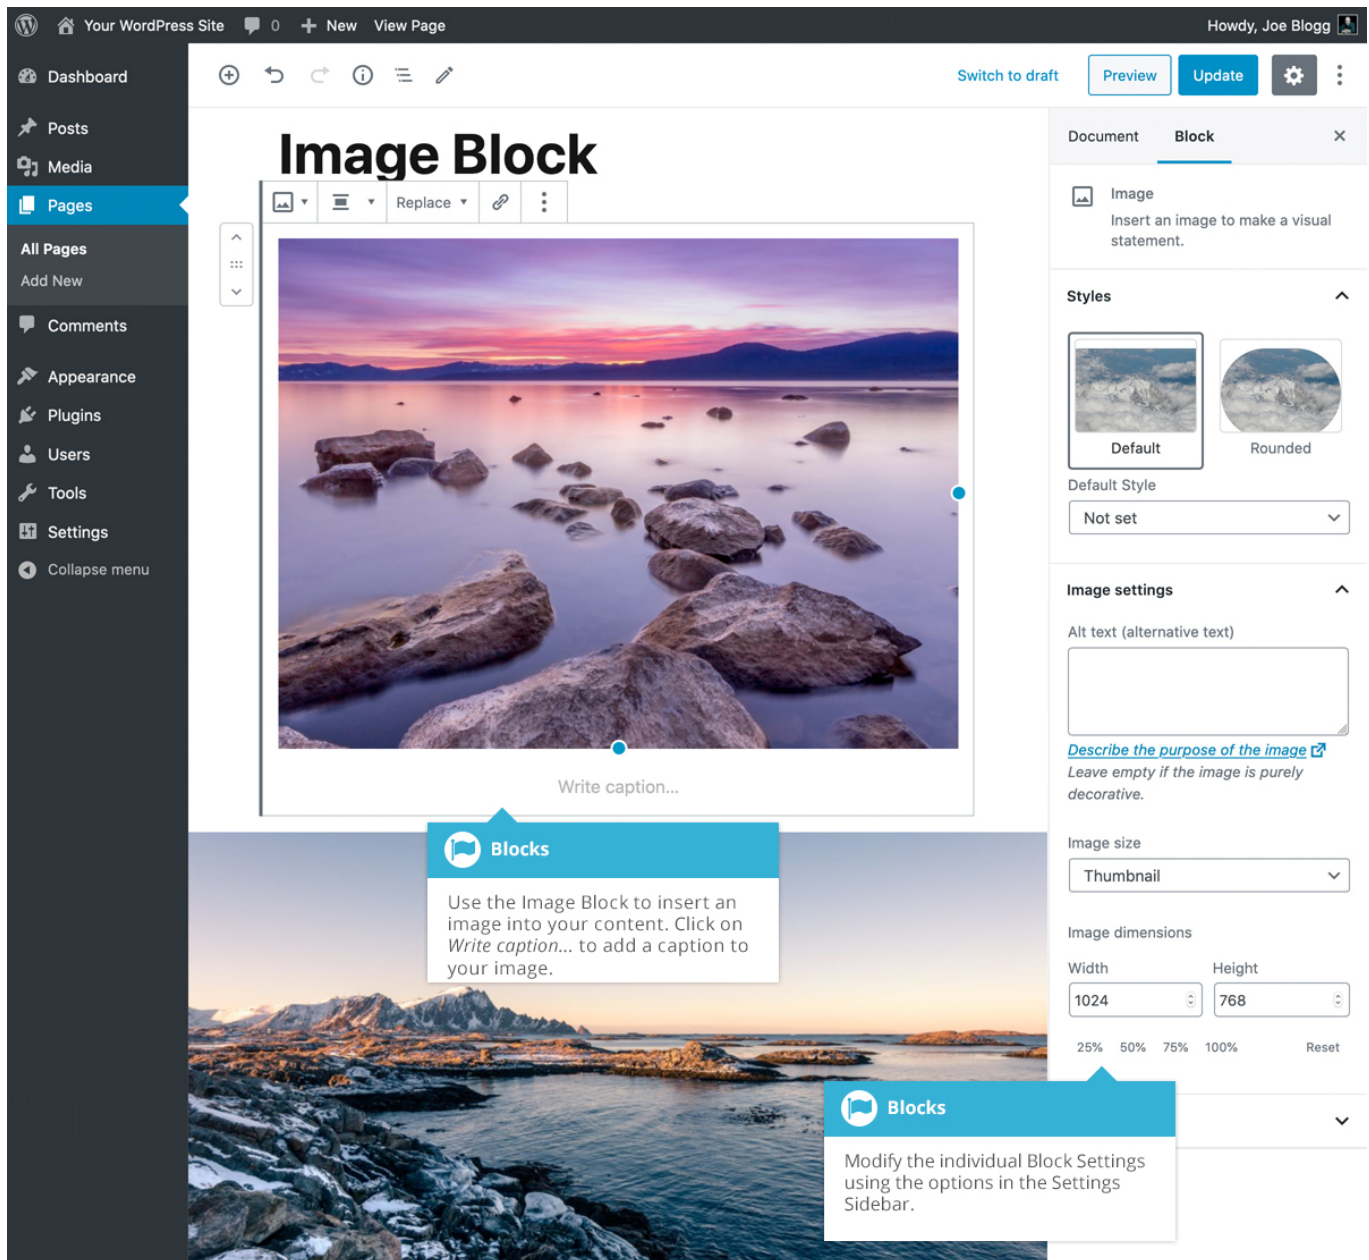 Your WordPress Site 0 New View Page Howdy, Joe Blogg
Dashboard
Posts
Media
Pages
All Pages
Add New
Comments
Appearance
Plugins
Users
Tools
Settings
Collapse menu
Switch to draft Preview Update
Image Block
Replace
Write caption...
Blocks
Use the Image Block to insert an
image into your content. Click on
Write caption... to add a caption to
your image.
Document Block
Image
Insert an image to make a visual
statement.
Styles
Default Rounded
Default Style
Not set
Image settings
Alt text (alternative text)
Describe the purpose of the image
Leave empty if the image is purely
decorative.
Image size
Thumbnail
Image dimensions
Width Height
1024 768
25% 50% 75% 100% Reset
Blocks
Modify the individual Block Settings
using the options in the Settings
Sidebar.